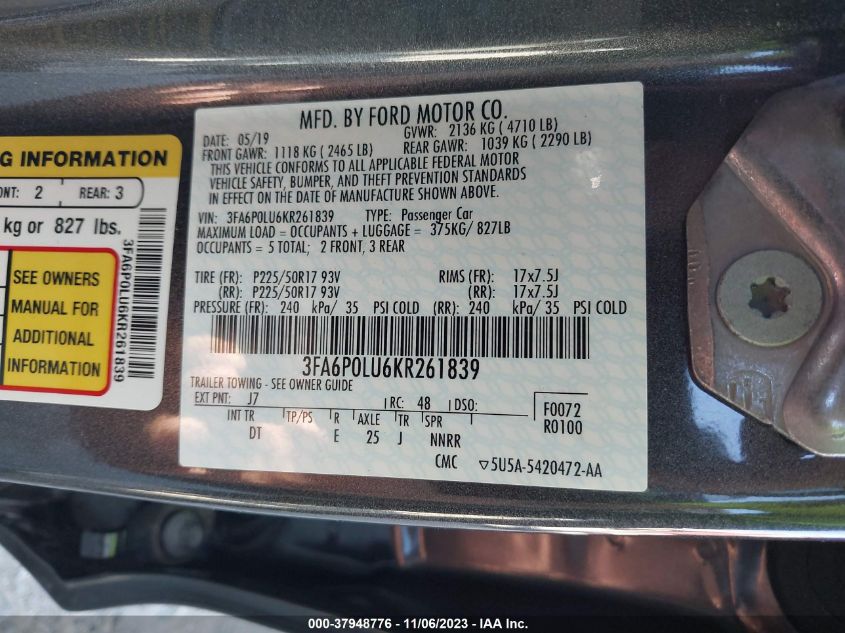 MFD. BY FORD MOTOR CO.
DATE: 05/19 GVWR: 2136 KG ( 4710 LB)
FRONT GAWR: 1118 KG ( 2465 LB) REAR GAWR: 1039 KG ( 2290 LB)
THIS VEHICLE CONFORMS TO ALL APPLICABLE FEDERAL MOTOR
VEHICLE SAFETY, BUMPER, AND THEFT PREVENTION STANDARDS
IN EFFECT ON THE DATE OF MANUFACTURE SHOWN ABOVE.
VIN: 3FA6P0LU6KR261839 TYPE: Passenger Car
MAXIMUM LOAD = OCCUPANTS + LUGGAGE = 375KG/ 827LB
OCCUPANTS = 5 TOTAL; 2 FRONT, 3 REAR
TIRE (FR): P225/50R17 93V RIMS (FR): 17x7.5J
(RR): P225/50R17 93V (RR): 17x7.5J
PRESSURE (FR): 240 kPa/ 35 PSI COLD (RR): 240 kPa/ 35 PSI COLD
3FA6P0LU6KR261839
TRAILER TOWING - SEE OWNER GUIDE
EXT PNT: J7 RC: 48 DSO: F0072
INT TR TP/PS R AXLE TR SPR R0100
DT E 25 J NNRR
CMC 5U5A-5420472-AA
G INFORMATION
NT: 2 REAR: 3
kg or 827 lbs.
SEE OWNERS
MANUAL FOR
ADDITIONAL
INFORMATION
3FA6P0LU6KR261839
000-37948776 - 11/06/2023 - © IAA, Inc.